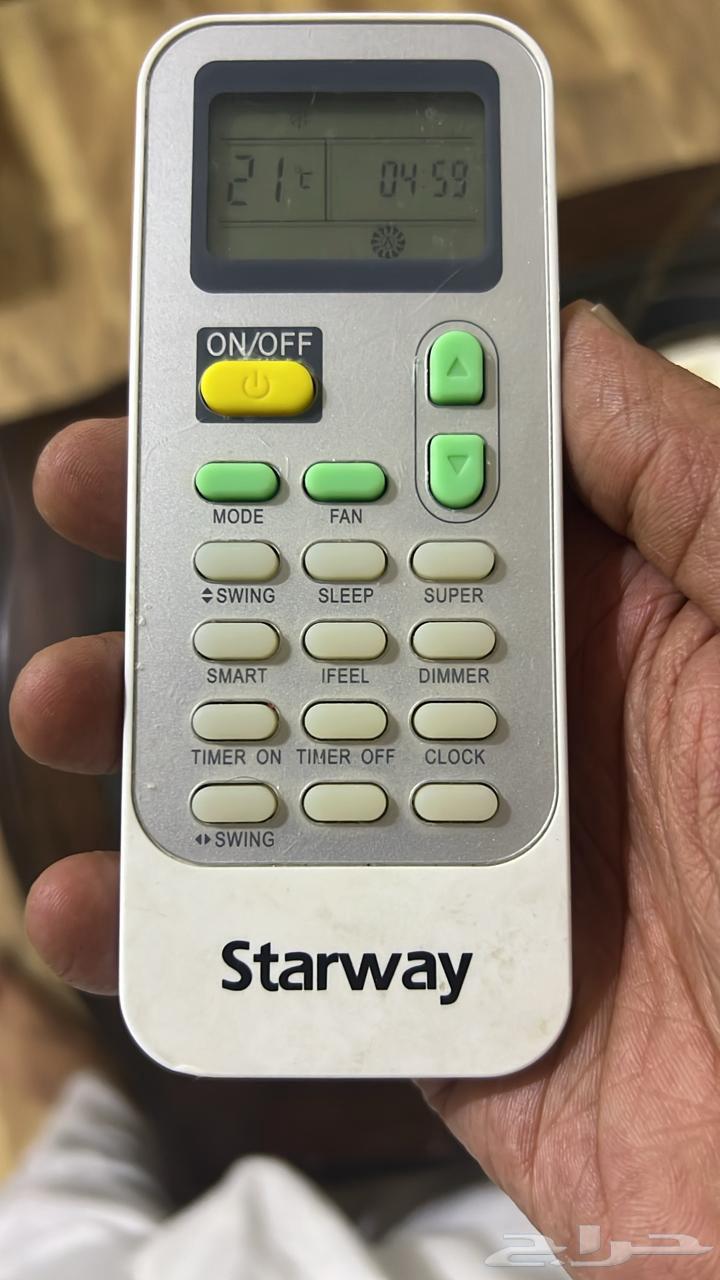 21°C 04:59
ON/OFF
MODE FAN
SWING SLEEP SUPER
SMART IFEEL DIMMER
TIMER ON TIMER OFF CLOCK
SWING
Starway
حراج